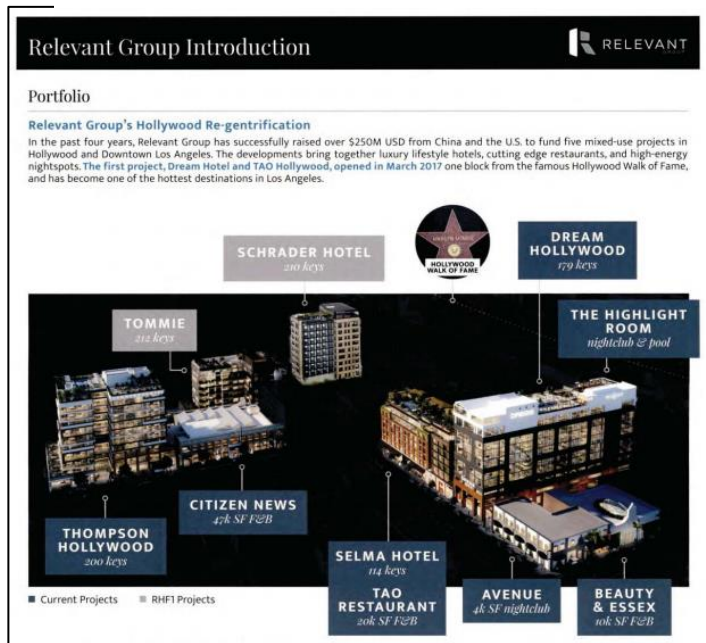 Relevant Group Introduction
RELEVANT
GROUP
Portfolio
Relevant Group's Hollywood Re-gentrification
In the past four years, Relevant Group has successfully raised over $250M USD from China and the U.S. to fund five mixed-use projects in
Hollywood and Downtown Los Angeles. The developments bring together luxury lifestyle hotels, cutting edge restaurants, and high-energy
nightspots. The first project, Dream Hotel and TAO Hollywood, opened in March 2017 one block from the famous Hollywood Walk of Fame,
and has become one of the hottest destinations in Los Angeles.
SCHRADER HOTEL
210 keys
HOLLYWOOD
WALK OF FAME
DREAM
HOLLYWOOD
179 keys
TOMMIE
212 keys
THE HIGHLIGHT
ROOM
nightclub & pool
CITIZEN NEWS
47k SF F&B
THOMPSON
HOLLYWOOD
200 keys
SELMA HOTEL
114 keys
TAO
RESTAURANT
20k SF F&B
AVENUE
4k SF nightclub
BEAUTY
& ESSEX
10k SF F&B
Current Projects
RHF1 Projects